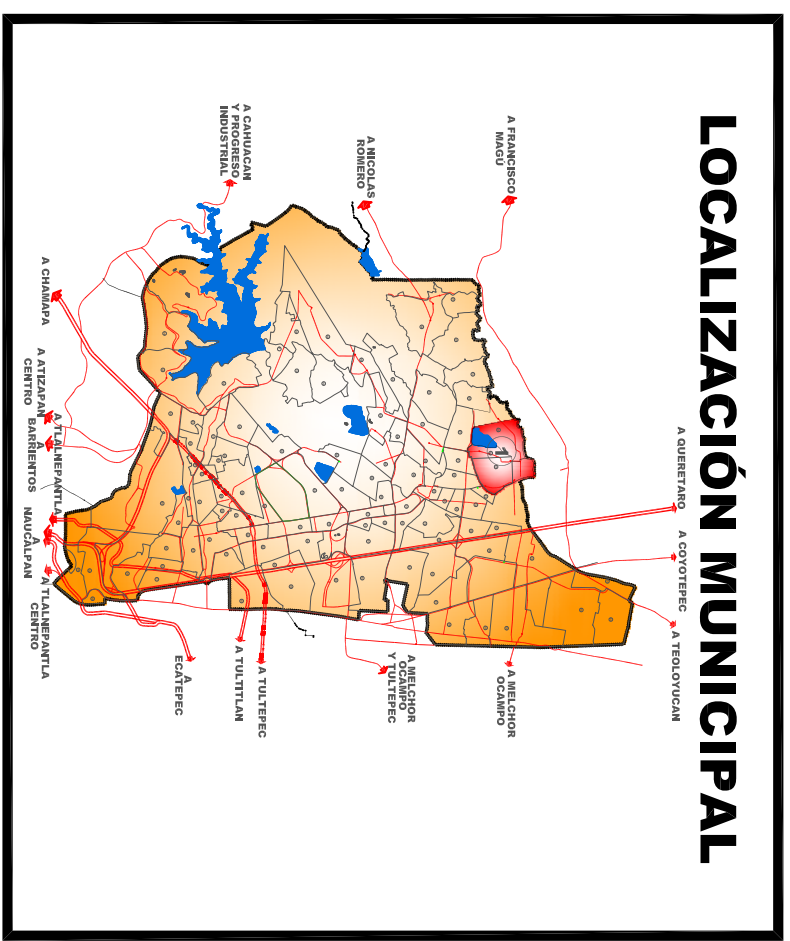 LOCALIZACIÓN MUNICIPAL
A FRANCISCO
MAGU
A NICOLAS
ROMERO
A CAHUACAN
Y PROGRESO
INDUSTRIAL
A CHAMAPA
A ATIZAPAN
CENTRO
A
BARRIENTOS
A TLALNEPANTLA
A
NAUCALPAN
A TLALNEPANTLA
CENTRO
A QUERETARO
A COYOTEPEC
A TEOLOYUCAN
A MELCHOR
OCAMPO
A MELCHOR
OCAMPO
Y TULTEPEC
A TULTEPEC
A TULTITLAN
A
ECATEPEC